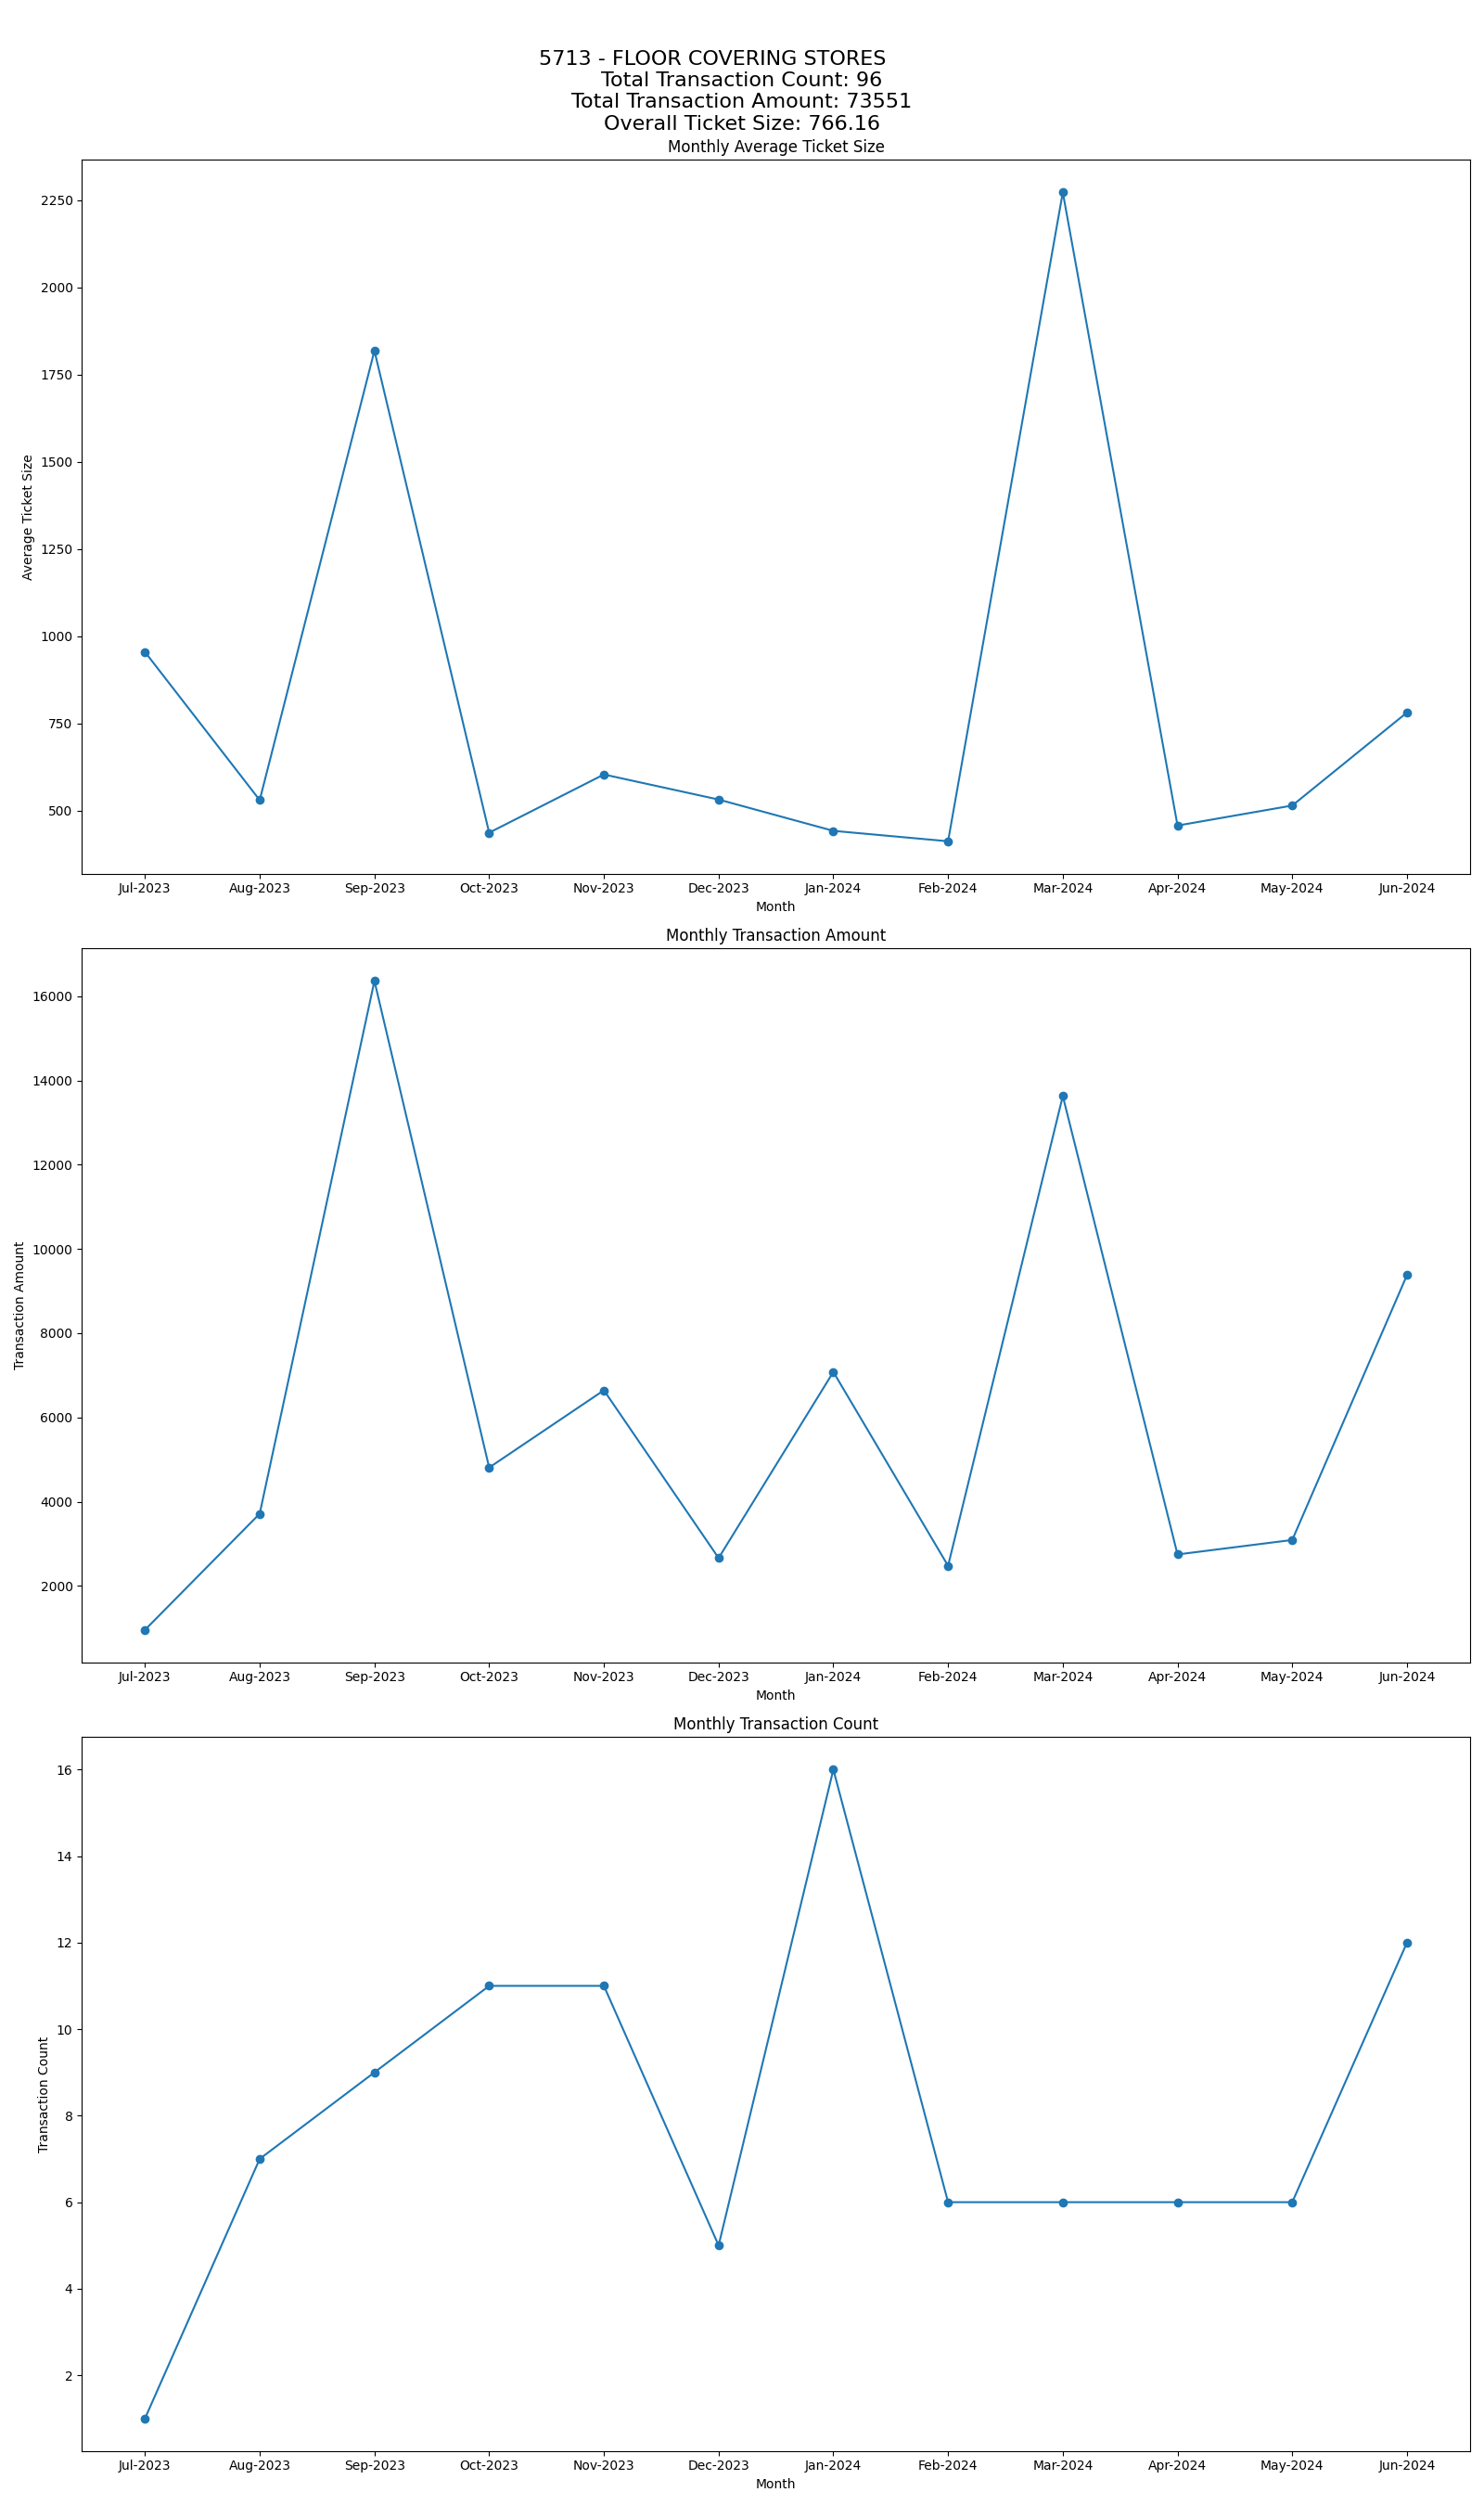 5713 - FLOOR COVERING STORES
Total Transaction Count: 96
Total Transaction Amount: 73551
Overall Ticket Size: 766.16
Monthly Average Ticket Size
2250
2000
1750
1500
1250
1000
750
500
Average Ticket Size
Jul-2023 Aug-2023 Sep-2023 Oct-2023 Nov-2023 Dec-2023 Jan-2024 Feb-2024 Mar-2024 Apr-2024 May-2024 Jun-2024
Month
Monthly Transaction Amount
16000
14000
12000
10000
8000
6000
4000
2000
Transaction Amount
Jul-2023 Aug-2023 Sep-2023 Oct-2023 Nov-2023 Dec-2023 Jan-2024 Feb-2024 Mar-2024 Apr-2024 May-2024 Jun-2024
Month
Monthly Transaction Count
16
14
12
10
8
6
4
2
Transaction Count
Jul-2023 Aug-2023 Sep-2023 Oct-2023 Nov-2023 Dec-2023 Jan-2024 Feb-2024 Mar-2024 Apr-2024 May-2024 Jun-2024
Month